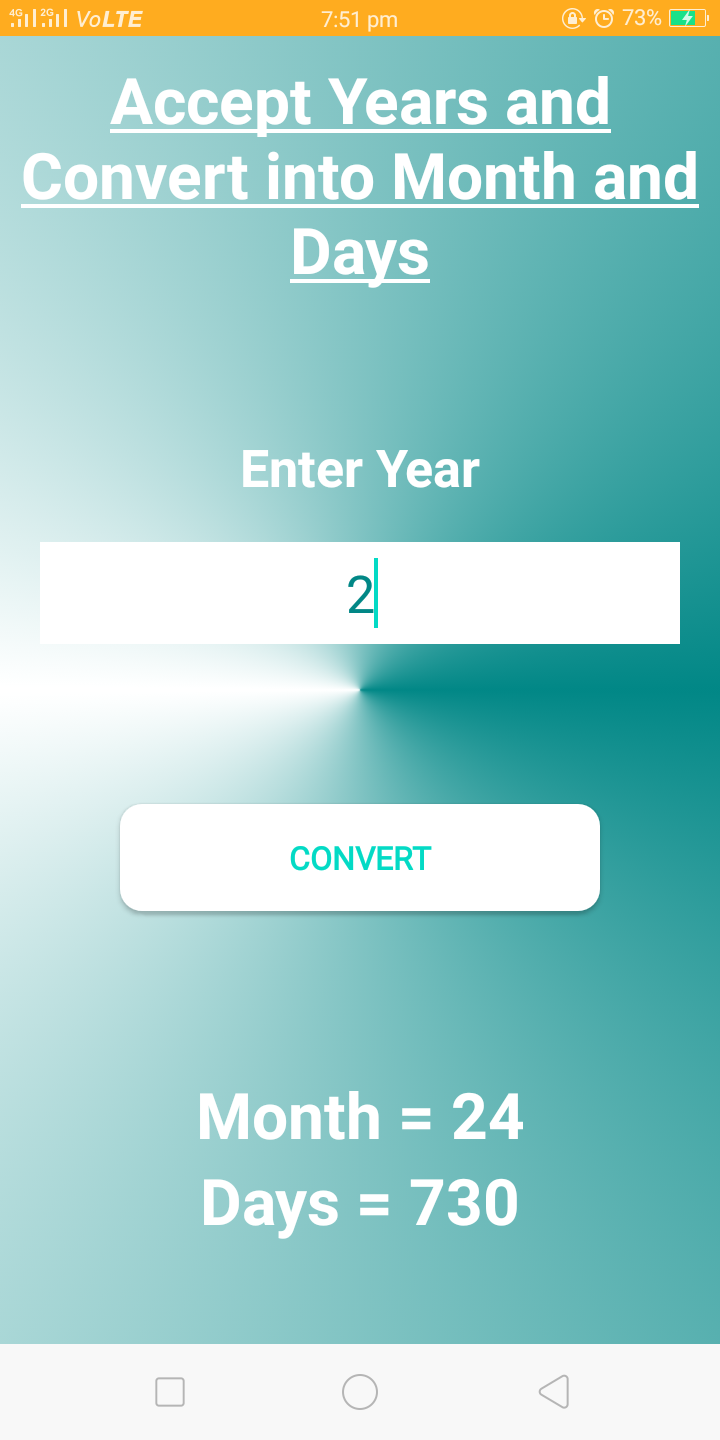 4G 2G VoLTE 7:51 pm 73%
Accept Years and
Convert into Month and
Days
Enter Year
2
CONVERT
Month = 24
Days = 730